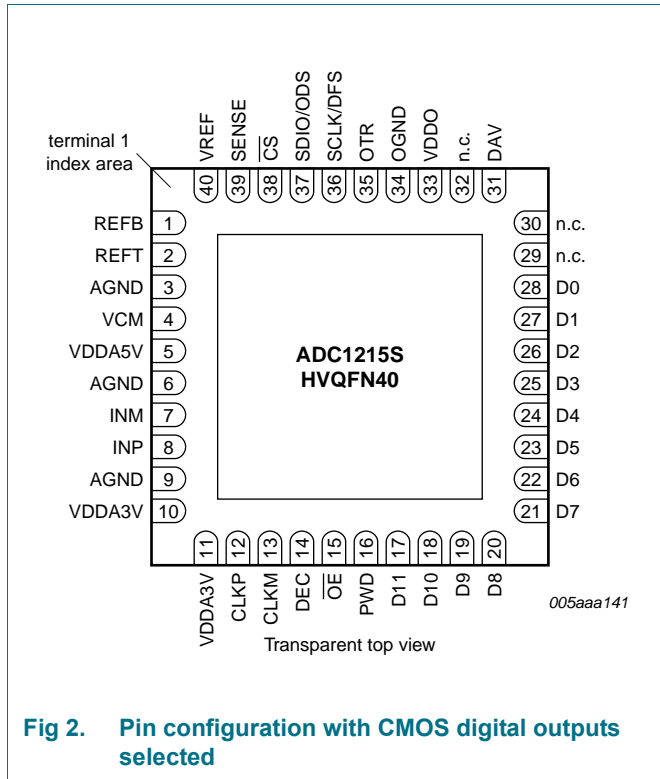 terminal 1
index area
40 VREF
39 SENSE
38 CS
37 SDIO/ODS
36 SCLK/DFS
35 OTR
34 OGND
33 VDDO
32 n.c.
31 DAV
REFB 1
REFT 2
AGND 3
VCM 4
VDDA5V 5
AGND 6
INM 7
INP 8
AGND 9
VDDA3V 10
ADC1215S
HVQFN40
30 n.c.
29 n.c.
28 D0
27 D1
26 D2
25 D3
24 D4
23 D5
22 D6
21 D7
VDDA3V 11
CLKP 12
CLKM 13
DEC 14
OE 15
PWD 16
D11 17
D10 18
D9 19
D8 20
005aaa141
Transparent top view
Fig 2. Pin configuration with CMOS digital outputs
selected